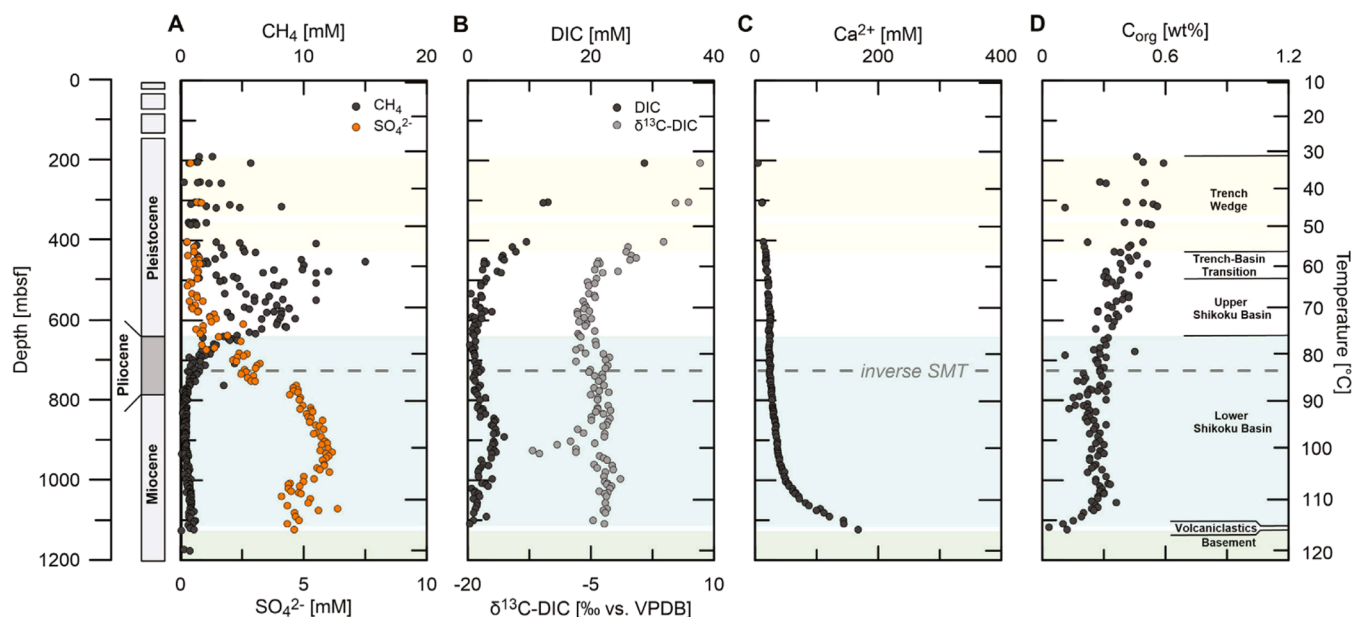 A
CH4 [mM]
0 10 20
B
DIC [mM]
0 20 40
C
Ca2+ [mM]
0 200 400
D
Corg [wt%]
0 0.6 1.2
Depth [mbsf]
0
200
400
600
800
1000
1200
Pleistocene
Pliocene
Miocene
CH4
SO42-
DIC
δ13C-DIC
inverse SMT
Trench
Wedge
Trench-Basin
Transition
Upper
Shikoku Basin
Lower
Shikoku Basin
Volcaniclastics
Basement
10
20
30
40
50
60
70
80
90
100
110
120
Temperature [°C]
0 5 10
SO42- [mM]
-20 -5 10
δ13C-DIC [‰ vs. VPDB]